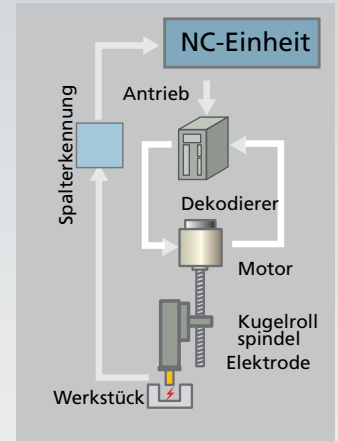 NC-Einheit
Antrieb
Spalterkennung
Dekodierer
Motor
Kugelroll
spindel
Elektrode
Werkstück